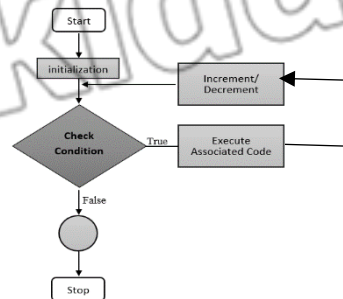 Start
initialization
Increment/
Decrement
Check
Condition
True
Execute
Associated Code
False
Stop